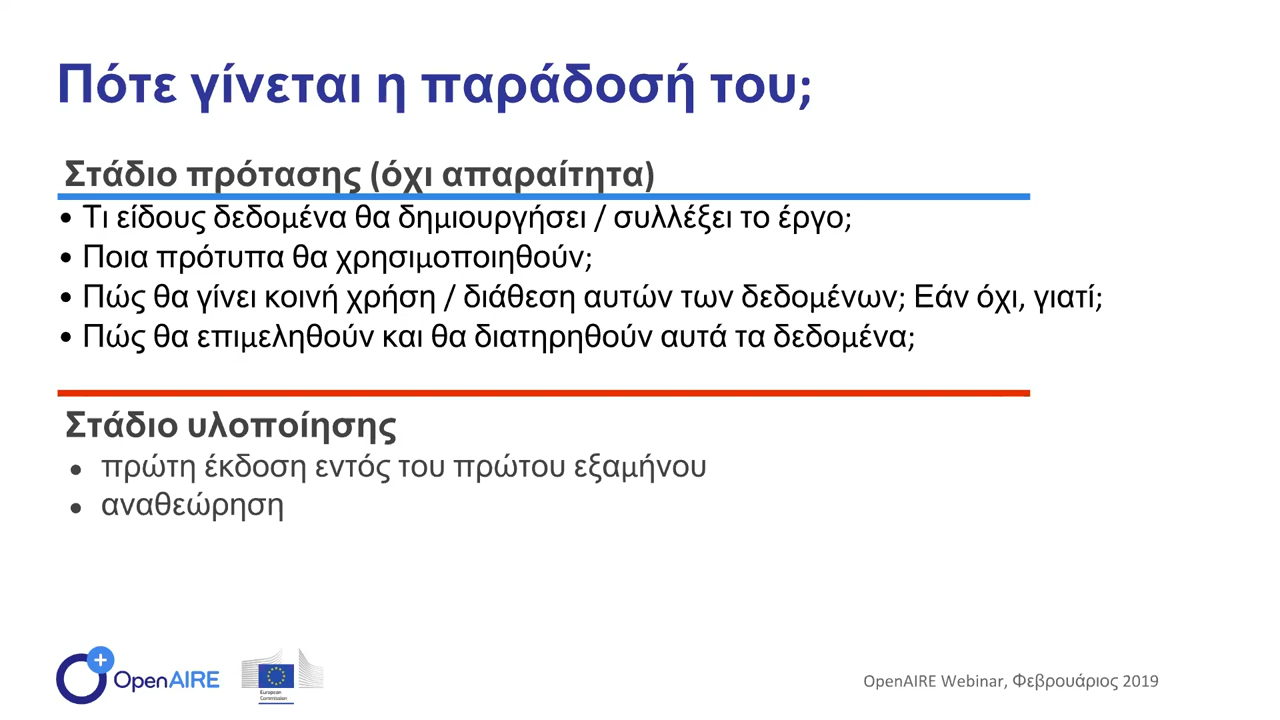 Πότε γίνεται η παράδοσή του;
Στάδιο πρότασης (όχι απαραίτητα)
• Τι είδους δεδομένα θα δημιουργήσει / συλλέξει το έργο;
• Ποια πρότυπα θα χρησιμοποιηθούν;
• Πώς θα γίνει κοινή χρήση / διάθεση αυτών των δεδομένων; Εάν όχι, γιατί;
• Πώς θα επιμεληθούν και θα διατηρηθούν αυτά τα δεδομένα;
Στάδιο υλοποίησης
• πρώτη έκδοση εντός του πρώτου εξαμήνου
• αναθεώρηση
OpenAIRE
European
Commission
OpenAIRE Webinar, Φεβρουάριος 2019